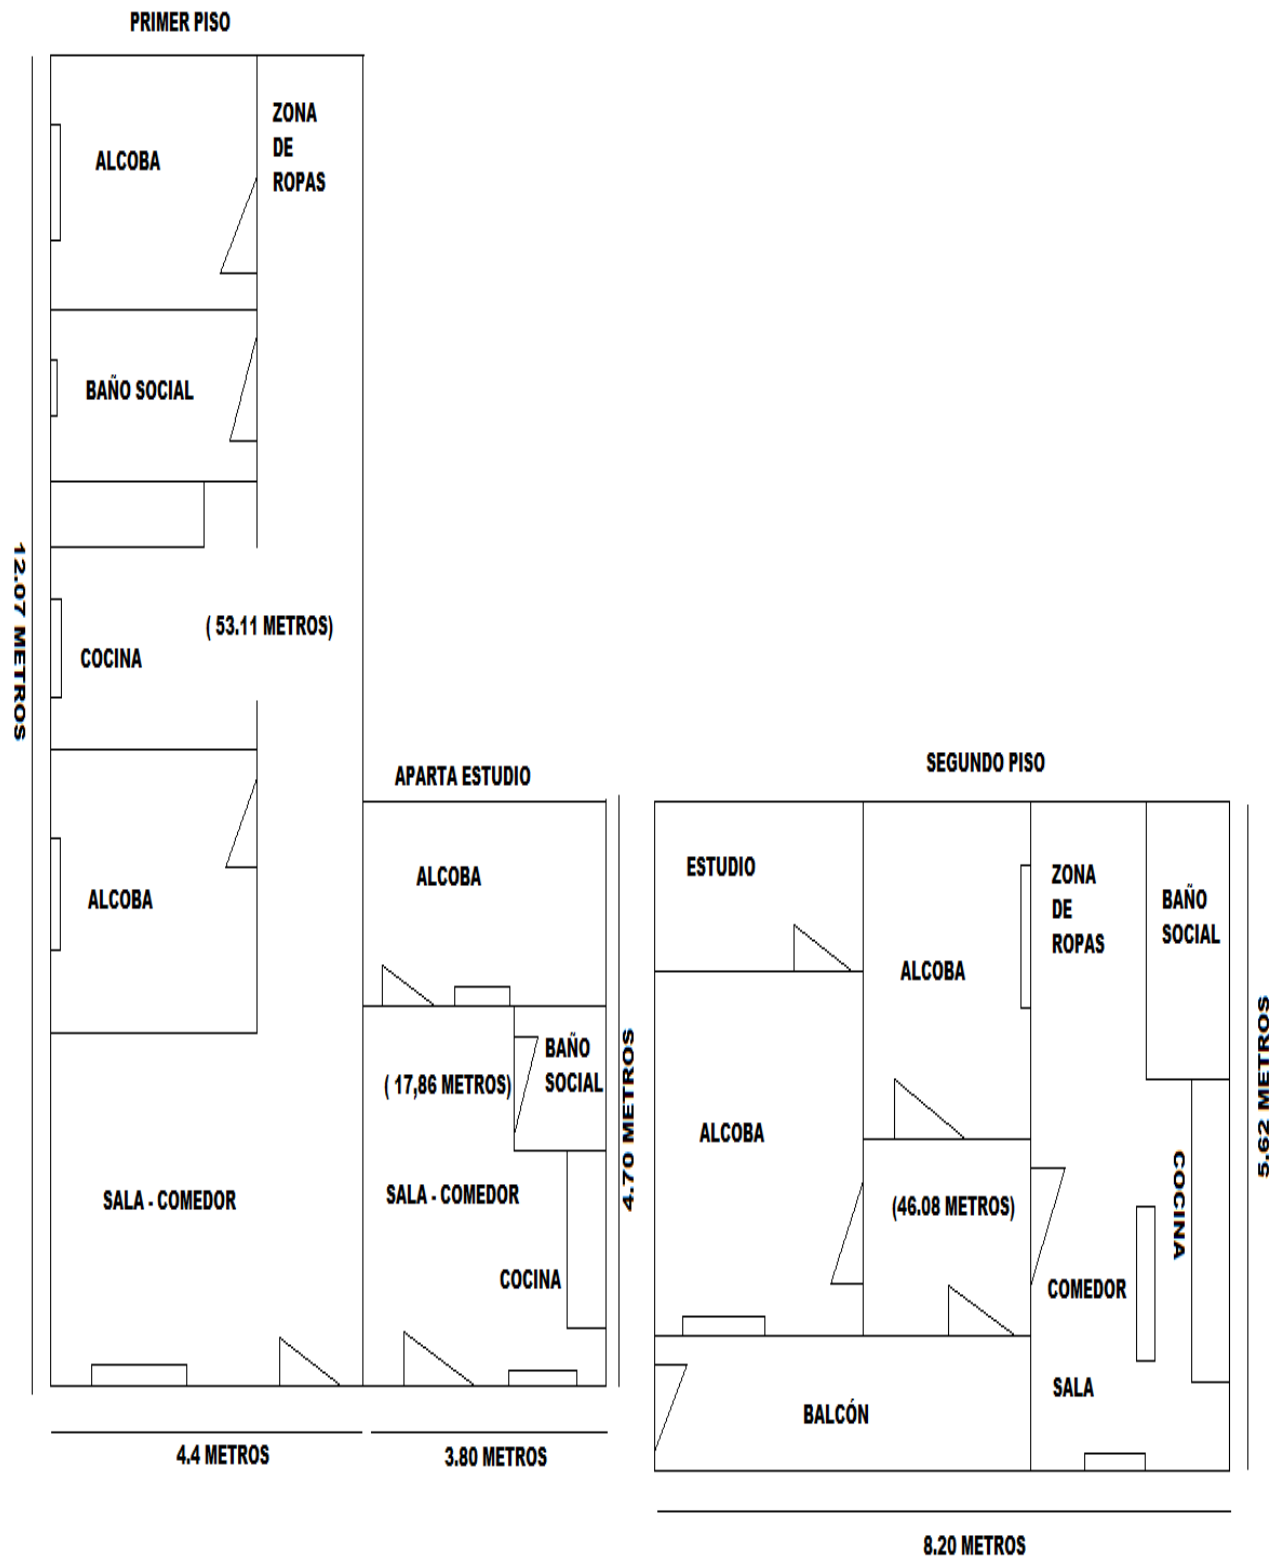 PRIMER PISO
ZONA
DE
ROPAS
ALCOBA
BAÑO SOCIAL
12.07 METROS
( 53.11 METROS)
COCINA
ALCOBA
SALA - COMEDOR
4.4 METROS
APARTA ESTUDIO
ALCOBA
BAÑO
SOCIAL
( 17,86 METROS)
4.70 METROS
SALA - COMEDOR
COCINA
3.80 METROS
SEGUNDO PISO
ESTUDIO
ALCOBA
ZONA
DE
ROPAS
BAÑO
SOCIAL
5.62 METROS
ALCOBA
(46.08 METROS)
COCINA
COMEDOR
SALA
BALCÓN
8.20 METROS